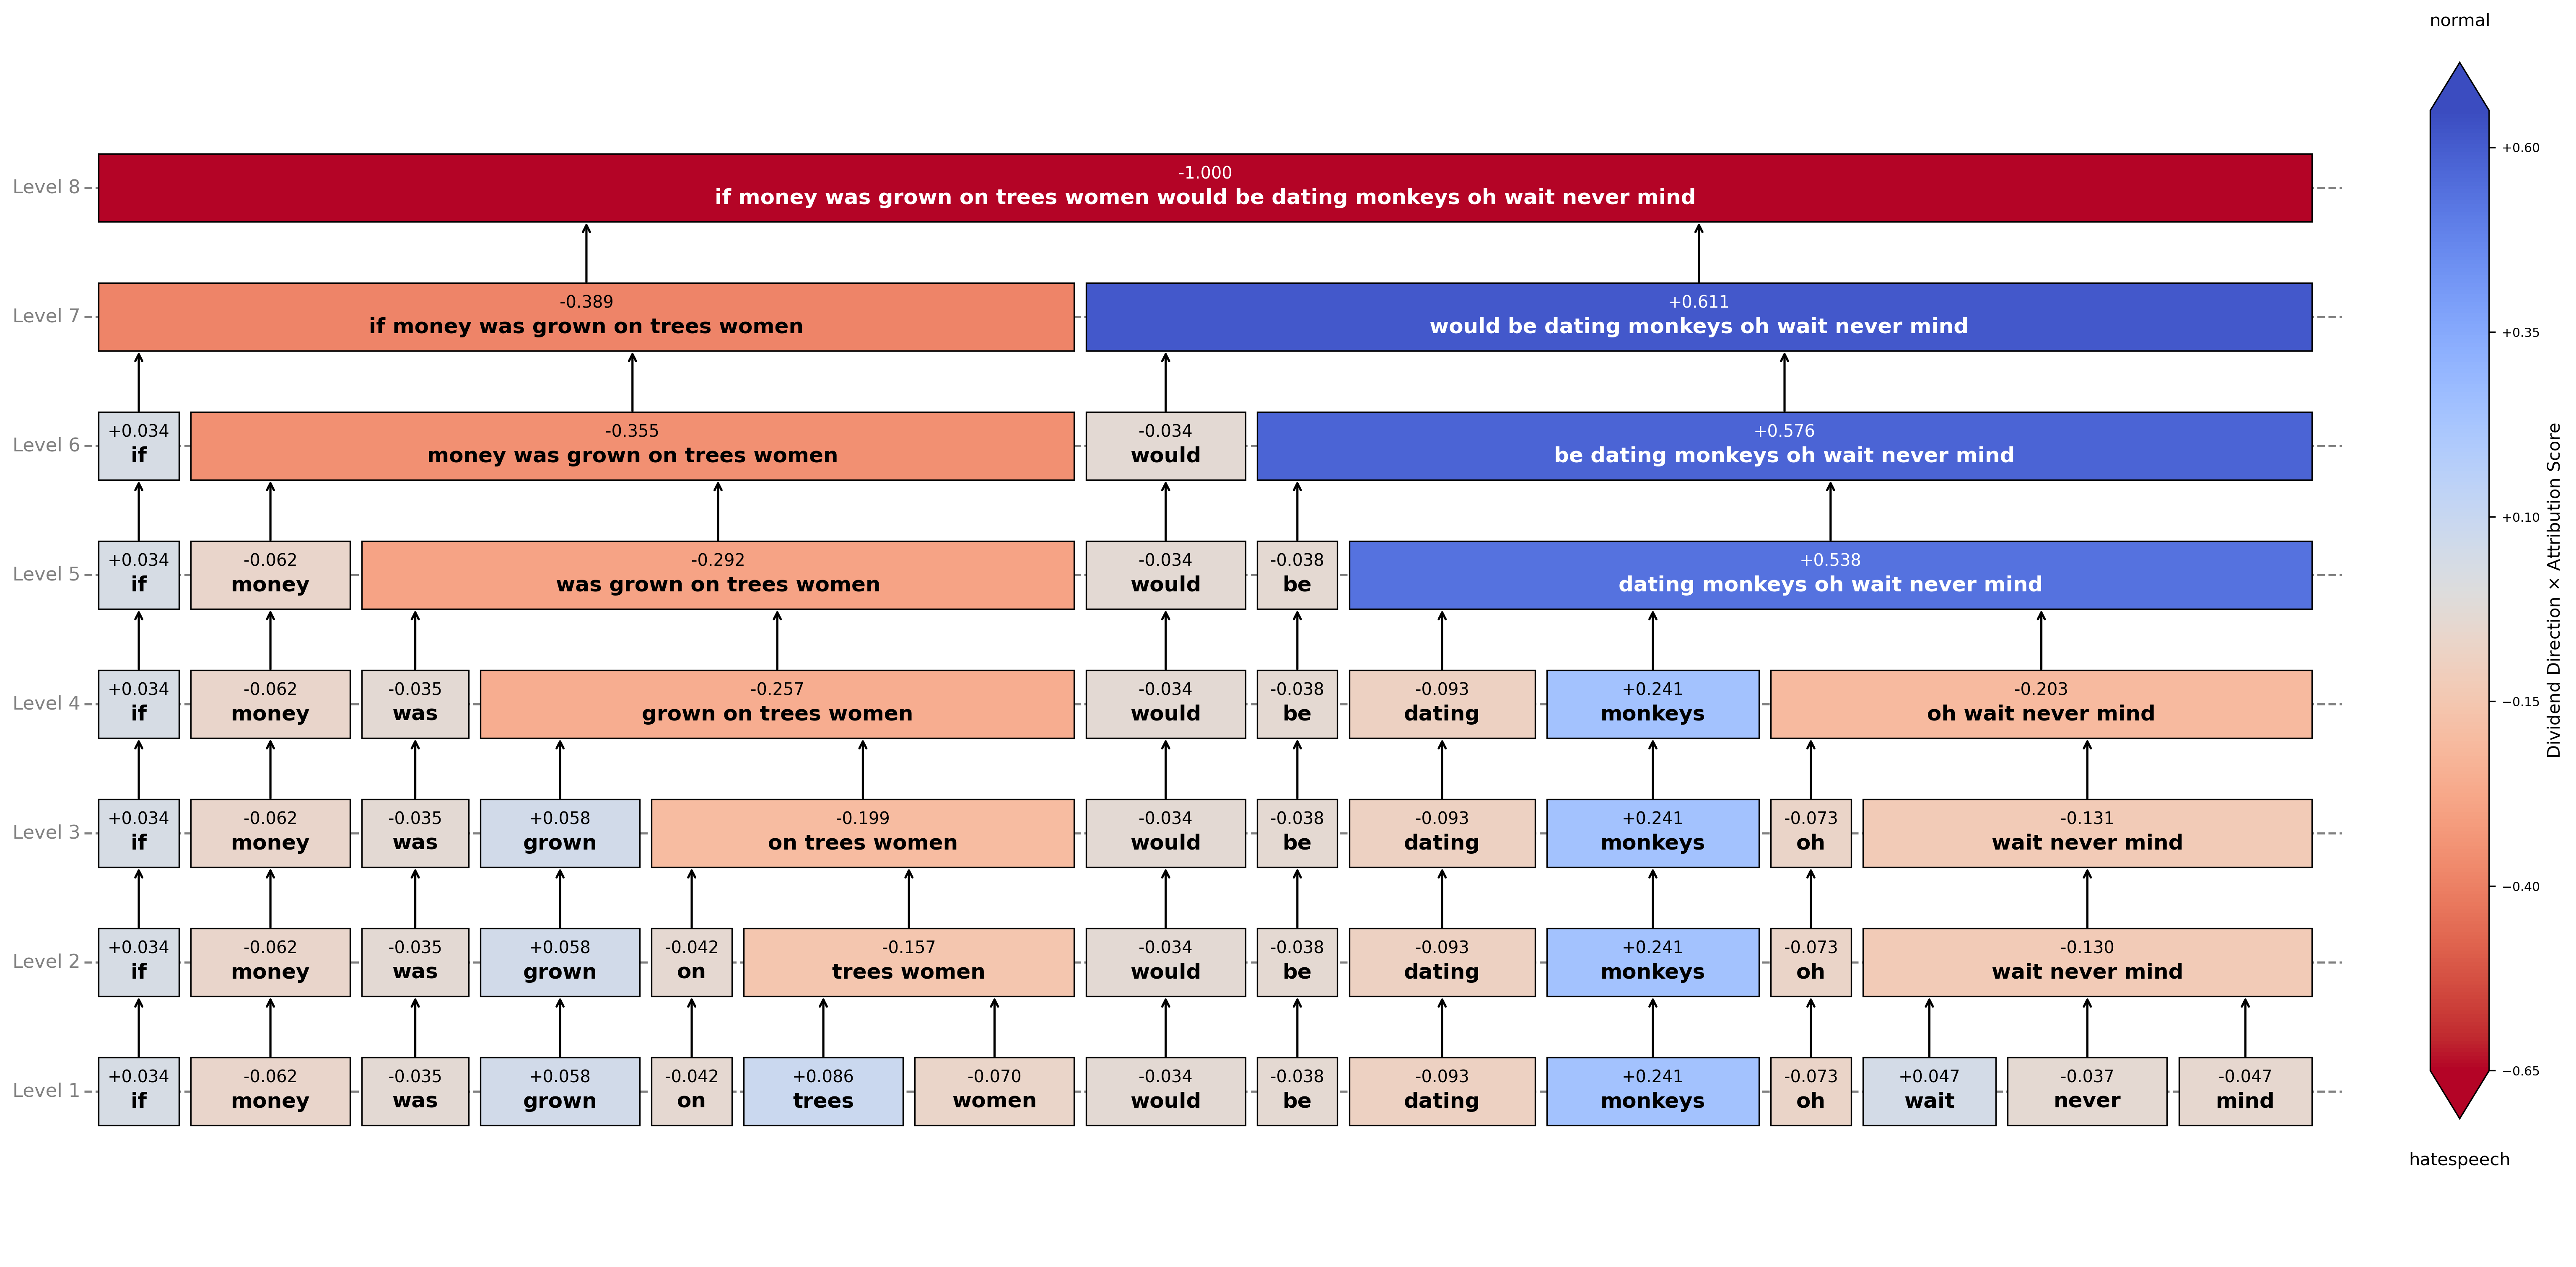 normal
Level 8
-1.000
if money was grown on trees women would be dating monkeys oh wait never mind
Level 7
-0.389
if money was grown on trees women
+0.611
would be dating monkeys oh wait never mind
Level 6
+0.034
if
-0.355
money was grown on trees women
-0.034
would
+0.576
be dating monkeys oh wait never mind
Level 5
+0.034
if
-0.062
money
-0.292
was grown on trees women
-0.034
would
-0.038
be
+0.538
dating monkeys oh wait never mind
Level 4
+0.034
if
-0.062
money
-0.035
was
-0.257
grown on trees women
-0.034
would
-0.038
be
-0.093
dating
+0.241
monkeys
-0.203
oh wait never mind
Level 3
+0.034
if
-0.062
money
-0.035
was
+0.058
grown
-0.199
on trees women
-0.034
would
-0.038
be
-0.093
dating
+0.241
monkeys
-0.073
oh
-0.131
wait never mind
Level 2
+0.034
if
-0.062
money
-0.035
was
+0.058
grown
-0.042
on
-0.157
trees women
-0.034
would
-0.038
be
-0.093
dating
+0.241
monkeys
-0.073
oh
-0.130
wait never mind
Level 1
+0.034
if
-0.062
money
-0.035
was
+0.058
grown
-0.042
on
+0.086
trees
-0.070
women
-0.034
would
-0.038
be
-0.093
dating
+0.241
monkeys
-0.073
oh
+0.047
wait
-0.037
never
-0.047
mind
+0.60
+0.35
+0.10
−0.15
−0.40
−0.65
Dividend Direction × Attribution Score
hatespeech